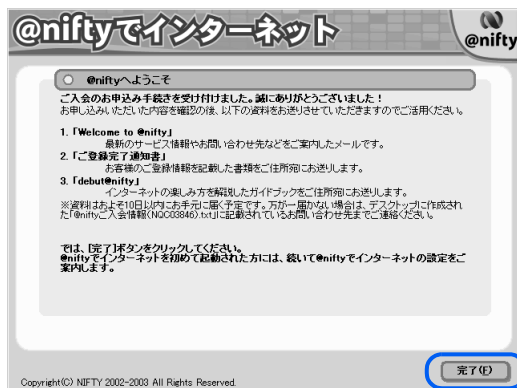 @niftyでインターネット
@nifty
@niftyへようこそ
ご入会のお申込み手続きを受け付けました。誠にありがとうございました！
お申し込みいただいた内容を確認の後、以下の資料をお送りさせていただきますのでご活用ください。
1.「Welcome to @nifty」
最新のサービス情報やお問い合わせ先などをご案内したメールです。
2.「ご登録完了通知書」
お客様のご登録情報を記載した書類をご住所宛にお送りします。
3.「debut@nifty」
インターネットの楽しみ方を解説したガイドブックをご住所宛にお送りします。
※資料はおよそ10日以内にお手元に届く予定です。万が一届かない場合は、デスクトップに作成され
た「@niftyご入会情報(NQC03846).txt」に記載されているお問い合わせ先までご連絡ください。
では、[完了]ボタンをクリックしてください。
@niftyでインターネットを初めて起動された方には、続いて@niftyでインターネットの設定をご
案内します。
完了(F)
Copyright(C) NIFTY 2002-2003 All Rights Reserved.